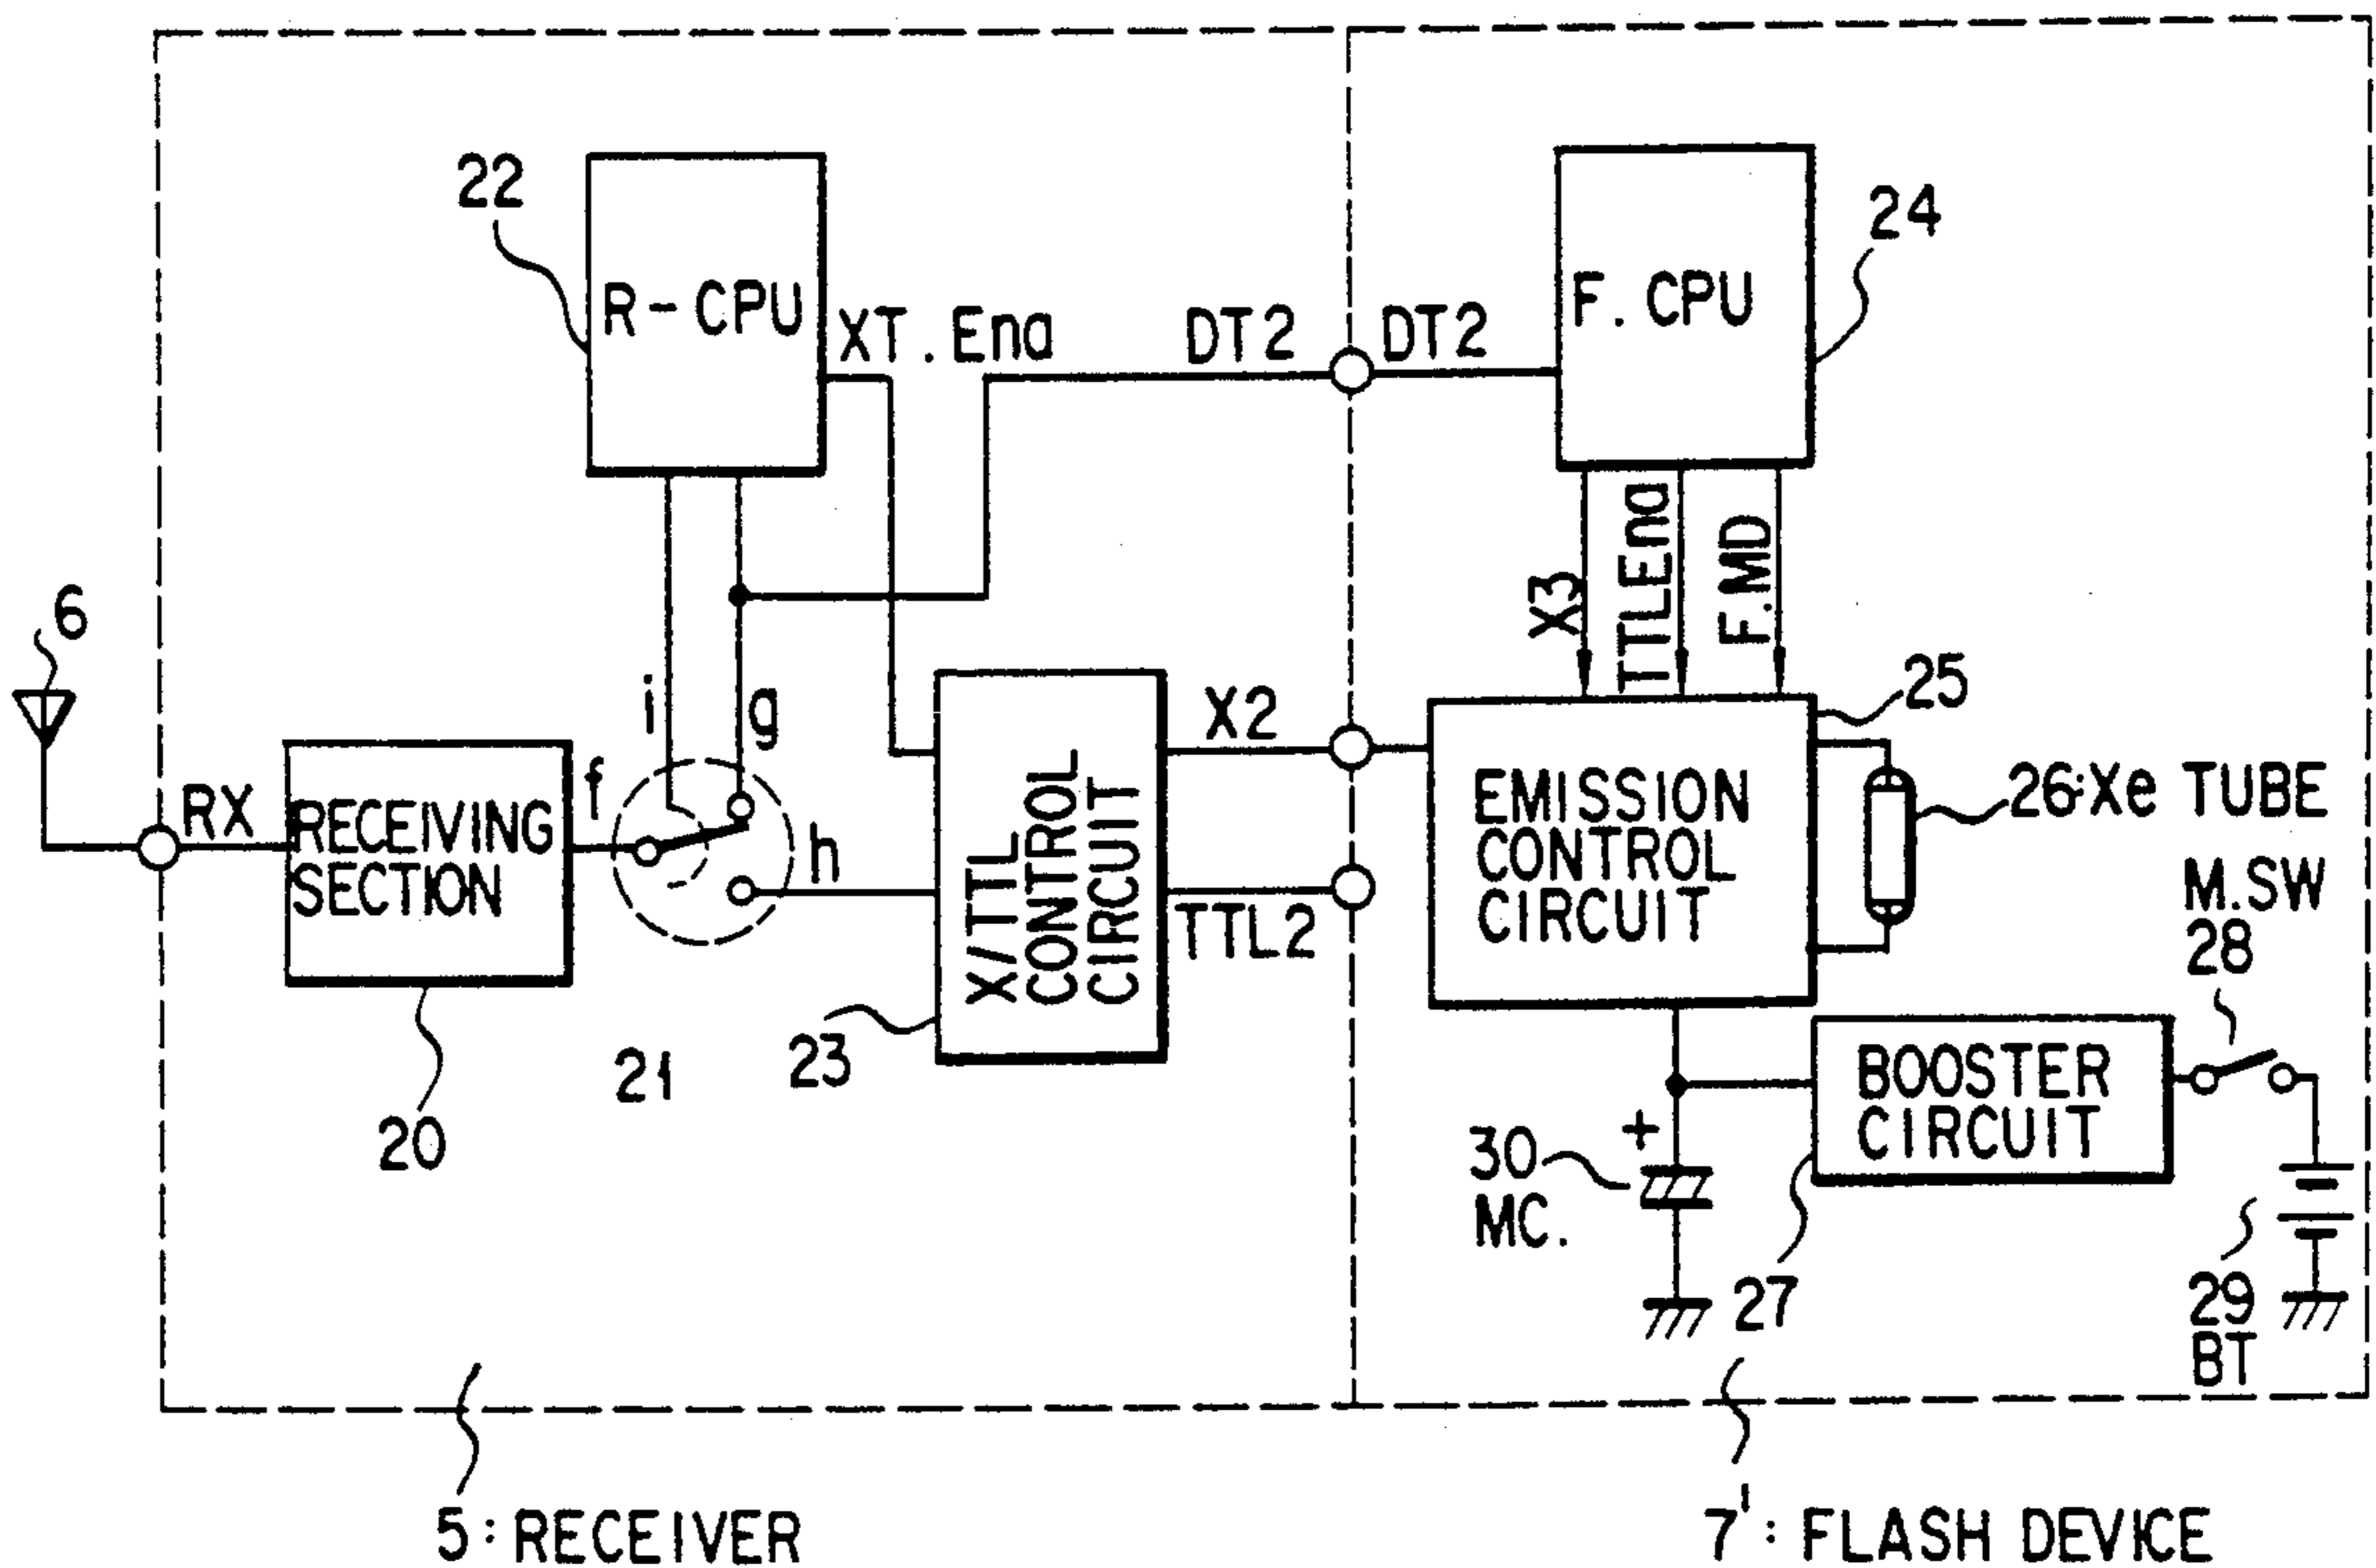 22
R-CPU
XT.Ena
DT2
DT2
F.CPU
24
6
i
g
X3
TTLEna
F.MD
RX
RECEIVING
SECTION
f
h
X/TTL
CONTROL
CIRCUIT
X2
TTL2
EMISSION
CONTROL
CIRCUIT
25
26:Xe TUBE
M.SW
28
20
21
23
30
MC.
+
BOOSTER
CIRCUIT
27
29
BT
5: RECEIVER
7': FLASH DEVICE